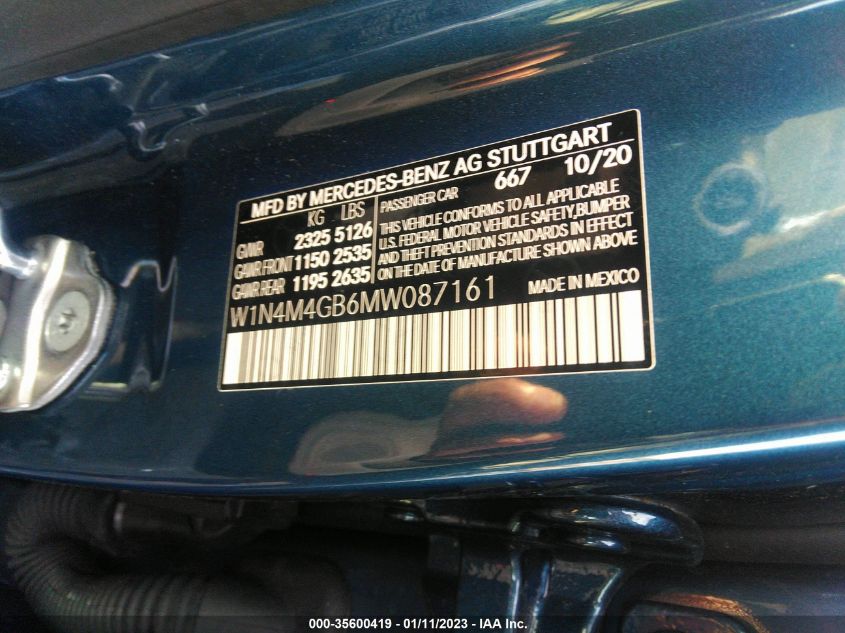 MFD BY MERCEDES-BENZ AG STUTTGART
KG LBS
GVWR 2325 5126
GAWR FRONT 1150 2535
GAWR REAR 1195 2635
PASSENGER CAR 667 10/20
THIS VEHICLE CONFORMS TO ALL APPLICABLE
U.S. FEDERAL MOTOR VEHICLE SAFETY, BUMPER
AND THEFT PREVENTION STANDARDS IN EFFECT
ON THE DATE OF MANUFACTURE SHOWN ABOVE
W1N4M4GB6MW087161 MADE IN MEXICO
000-35600419 - 01/11/2023 - IAA Inc.